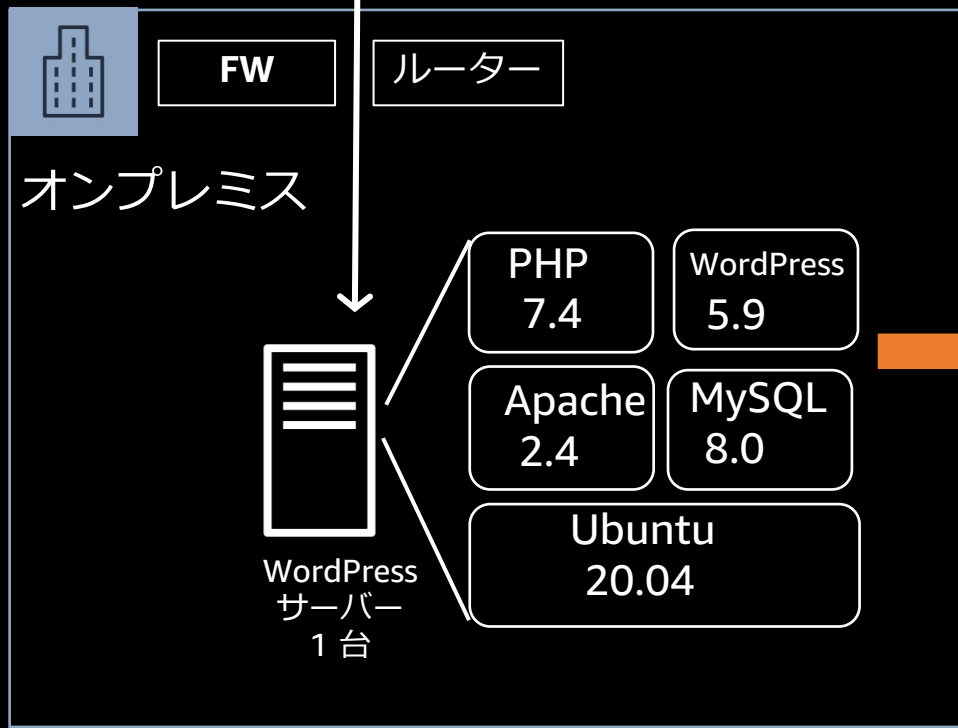 FW
ルーター
オンプレミス
PHP
7.4
WordPress
5.9
Apache
2.4
MySQL
8.0
Ubuntu
20.04
WordPress
サーバー
1 台